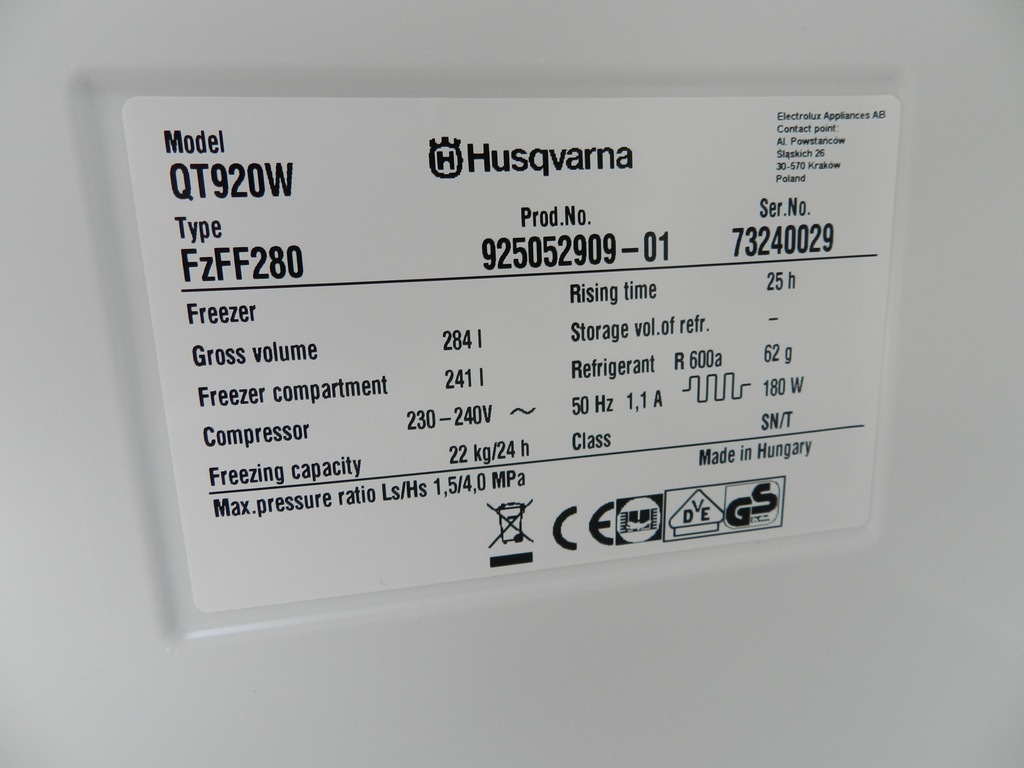 Model
QT920W
Husqvarna
Electrolux Appliances AB
Contact point:
Al. Powstańców
Śląskich 26
30-570 Kraków
Poland
Type
FzFF280
Prod.No.
925052909-01
Ser.No.
73240029
Freezer
Gross volume 284 l
Freezer compartment 241 l
Compressor 230-240V ~
Freezing capacity 22 kg/24 h
Rising time 25 h
Storage vol.of refr. -
Refrigerant R 600a 62 g
50 Hz 1,1 A 180 W
Class SN/T
Max.pressure ratio Ls/Hs 1,5/4,0 MPa
Made in Hungary
CE
DVE
GS